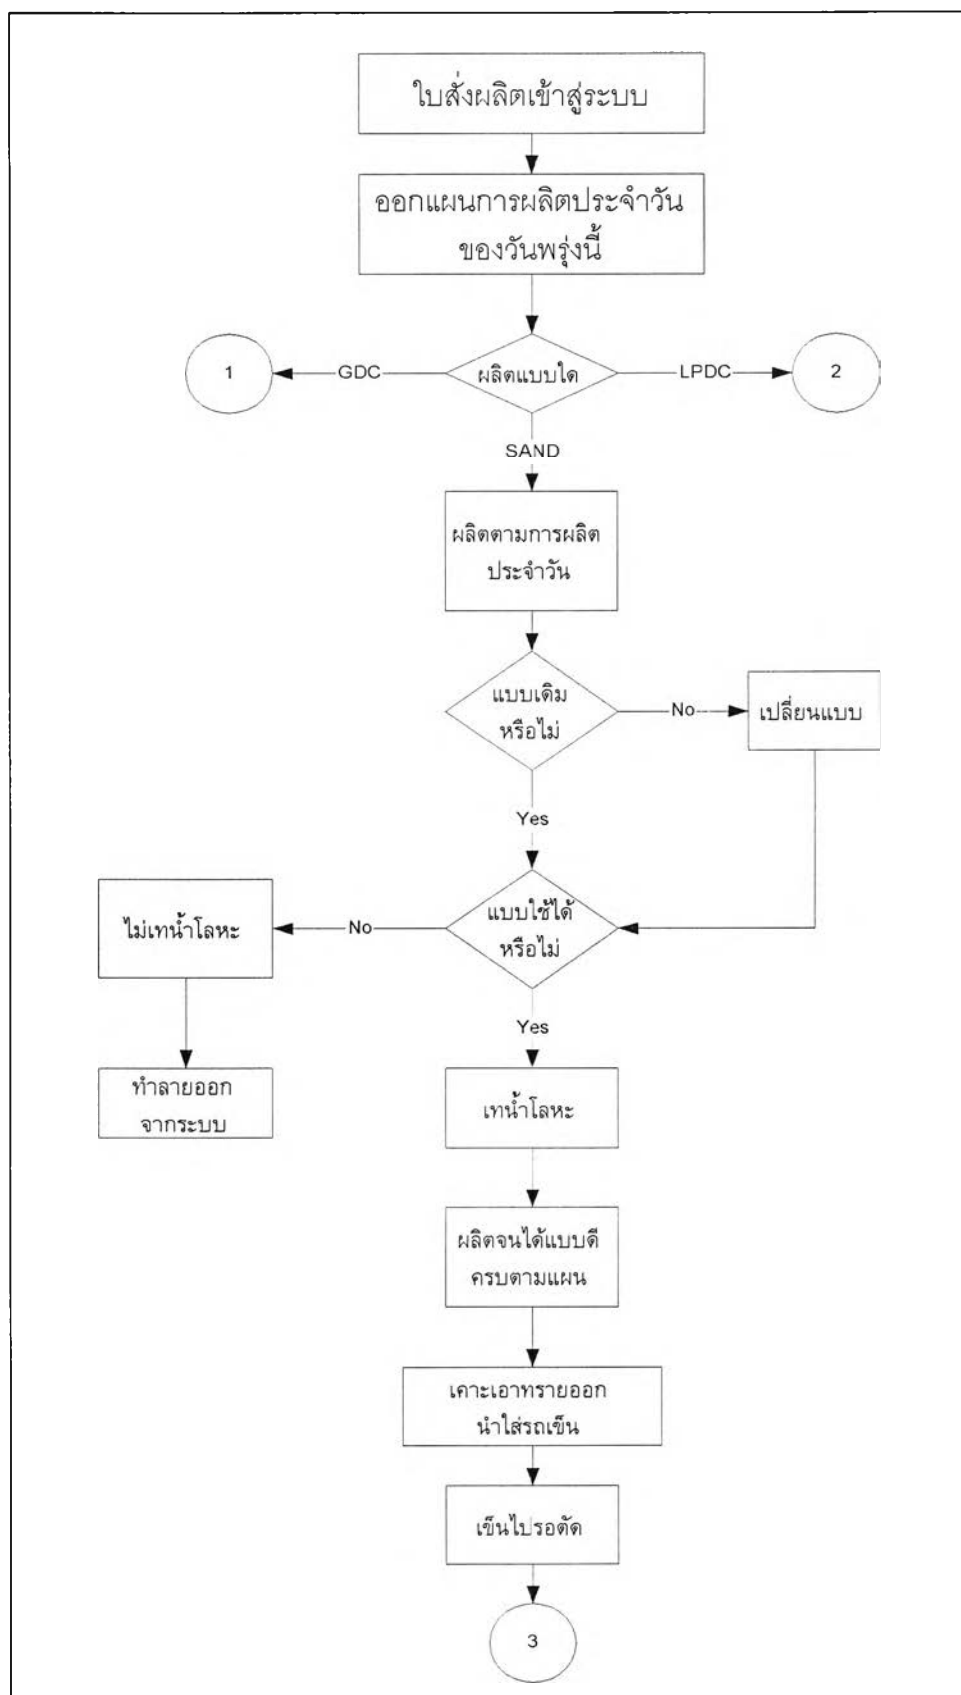 ใบสั่งผลิตเข้าสู่ระบบ
ออกแผนการผลิตประจำวัน
ของวันพรุ่งนี้
1
GDC
ผลิตแบบใด
LPDC
2
SAND
ผลิตตามการผลิต
ประจำวัน
แบบเดิม
หรือไม่
No
เปลี่ยนแบบ
Yes
ไม่เทน้ำโลหะ
No
แบบใช้ได้
หรือไม่
Yes
ทำลายออก
จากระบบ
เทน้ำโลหะ
ผลิตจนได้แบบดี
ครบตามแผน
เคาะเอาทรายออก
นำใส่รถเข็น
เข็นไปรอตัด
3